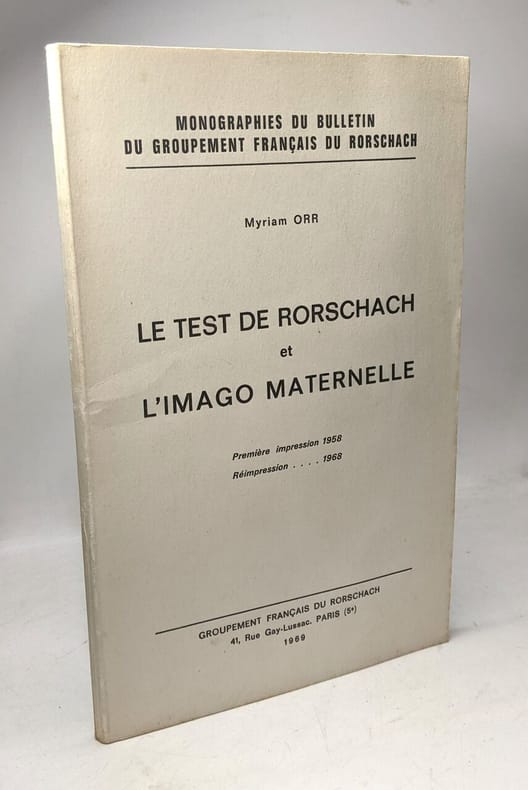 MONOGRAPHIES DU BULLETIN
DU GROUPEMENT FRANÇAIS DU RORSCHACH
Myriam ORR
LE TEST DE RORSCHACH
et
L'IMAGO MATERNELLE
Première impression 1958
Réimpression . . . . 1968
GROUPEMENT FRANÇAIS DU RORSCHACH
41, Rue Gay-Lussac. PARIS (5e)
1969